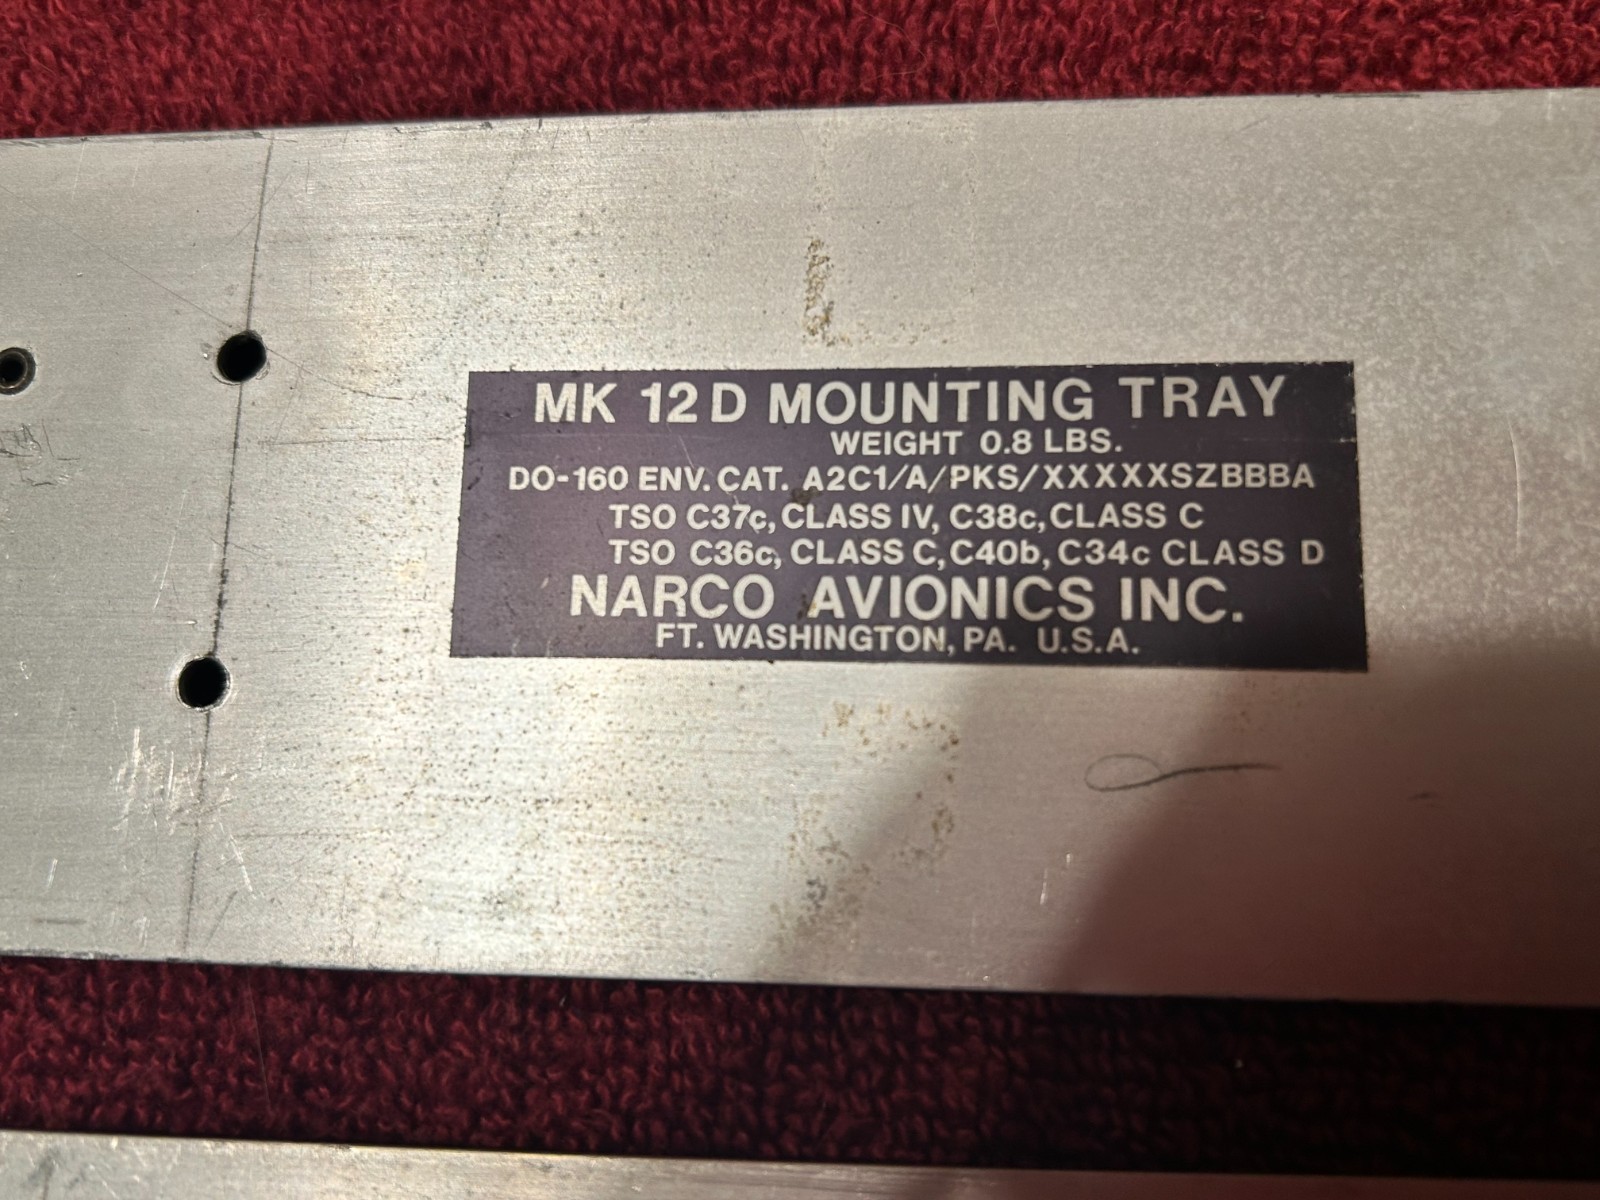 MK 12D MOUNTING TRAY
WEIGHT 0.8 LBS.
DO-160 ENV. CAT. A2C1/A/PKS/XXXXXXSZBBBA
TSO C37c, CLASS IV, C38c, CLASS C
TSO C36c, CLASS C, C40b, C34c CLASS D
NARCO AVIONICS INC.
FT. WASHINGTON, PA. U.S.A.